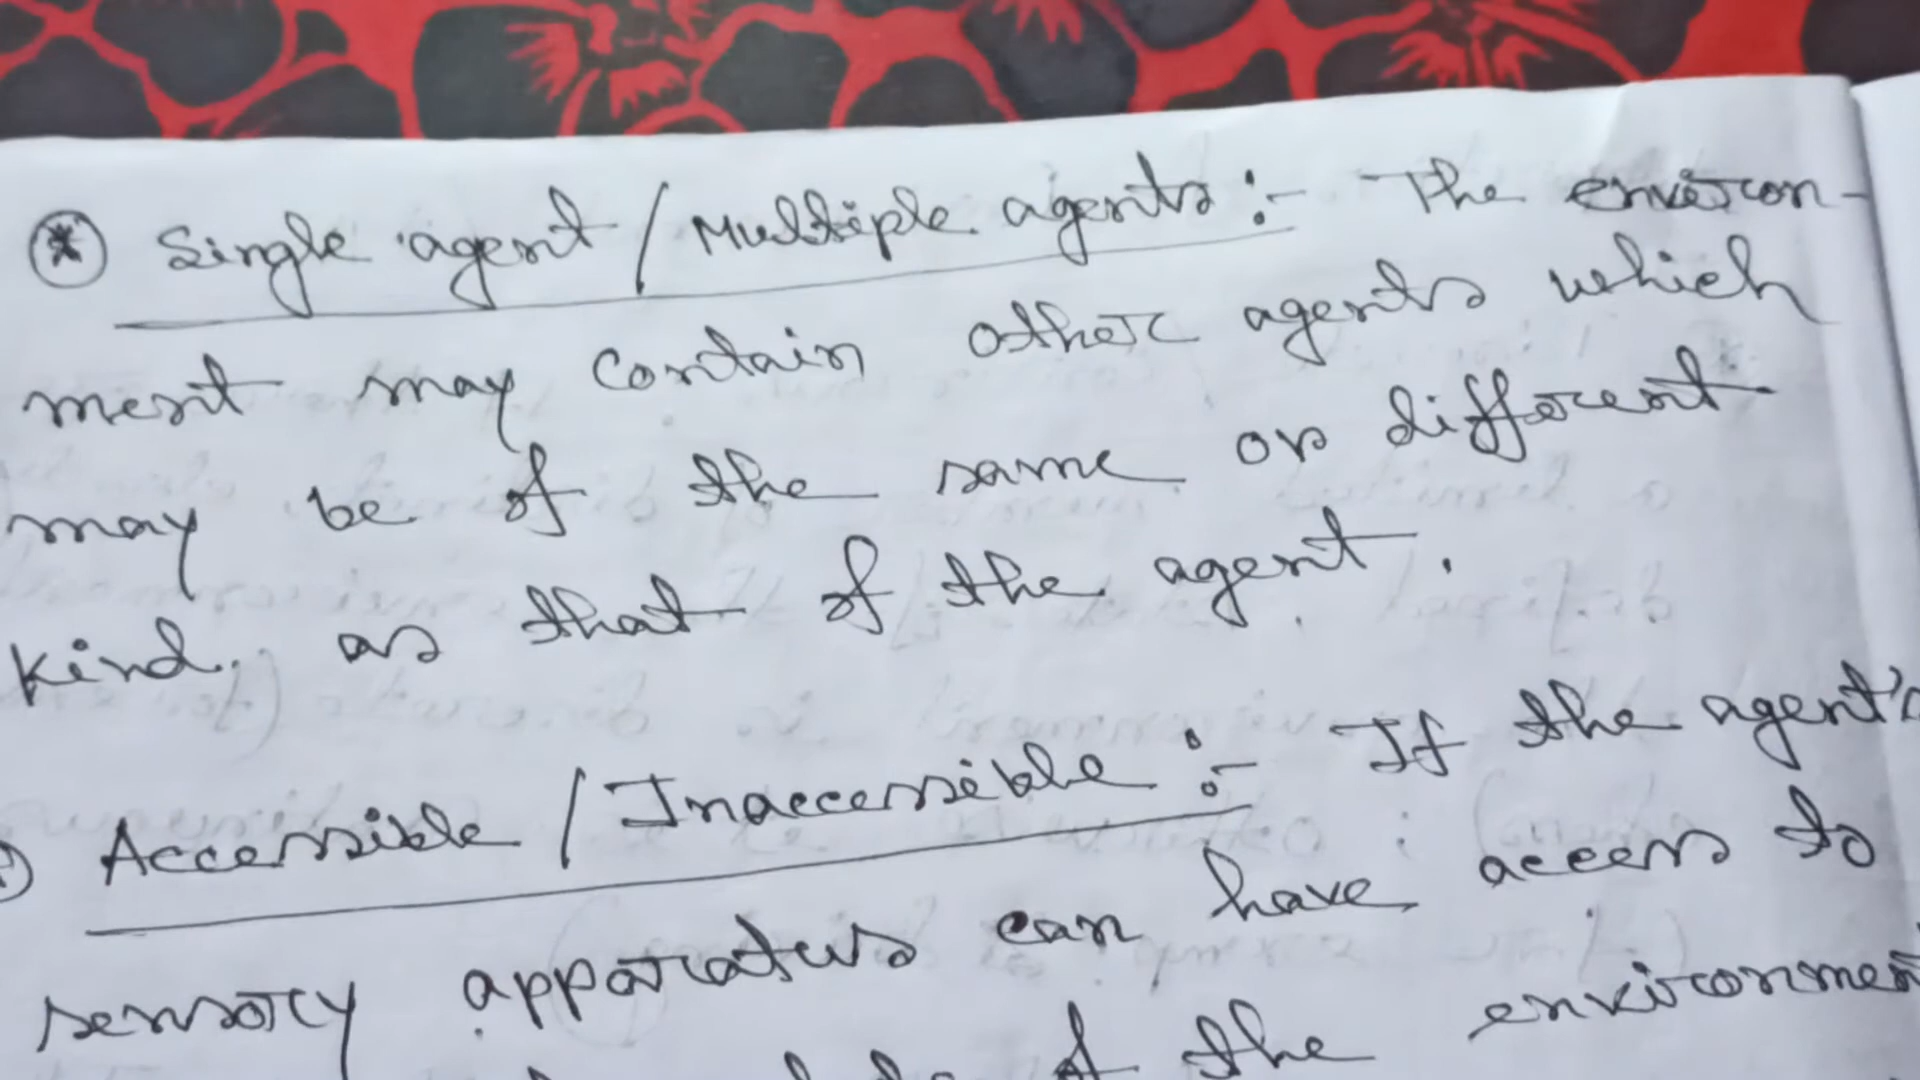 * Single agent / Multiple agents :- The environ-
ment may contain other agents which
may be of the same or different
kind as that of the agent.
Accessible / Inaccessible :- If the agent's
sensory apparatus can have access to
of the environment